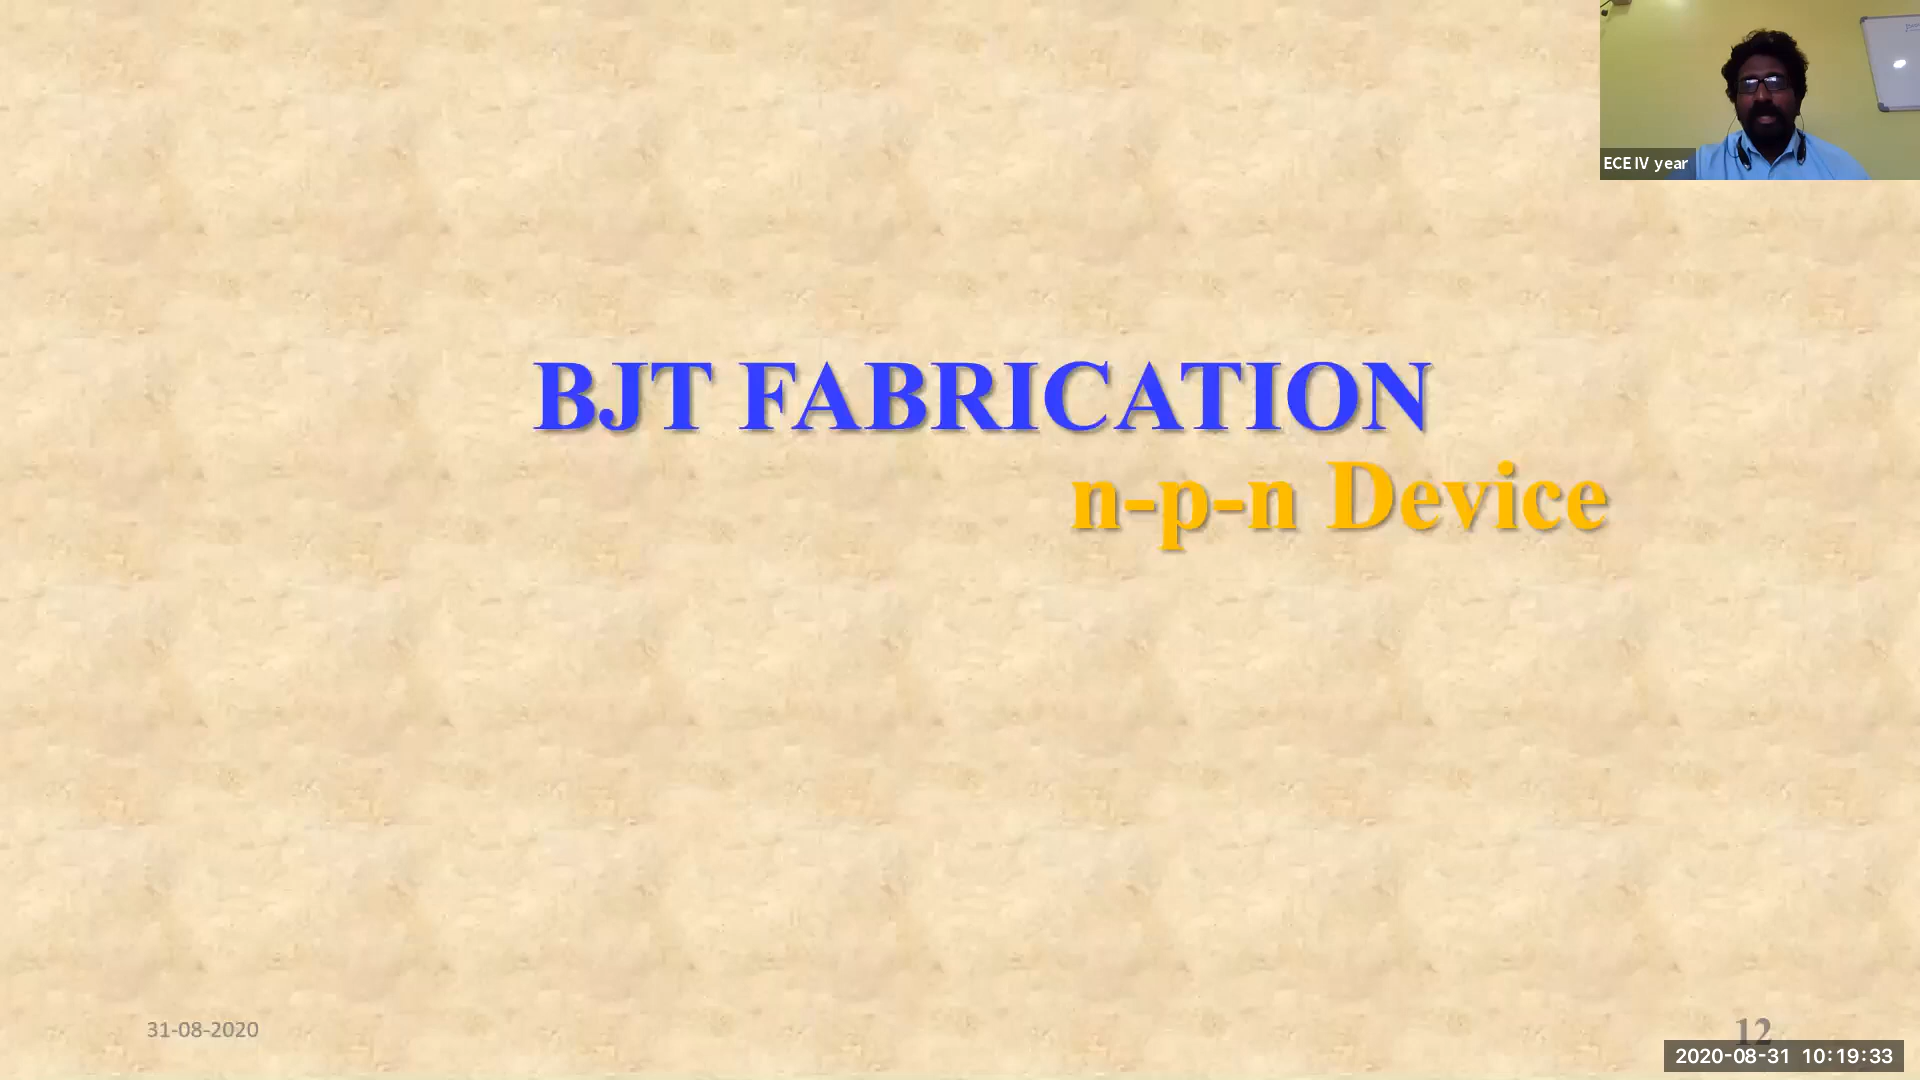 ECE IV year
BJT FABRICATION
n-p-n Device
31-08-2020
12
2020-08-31 10:19:33